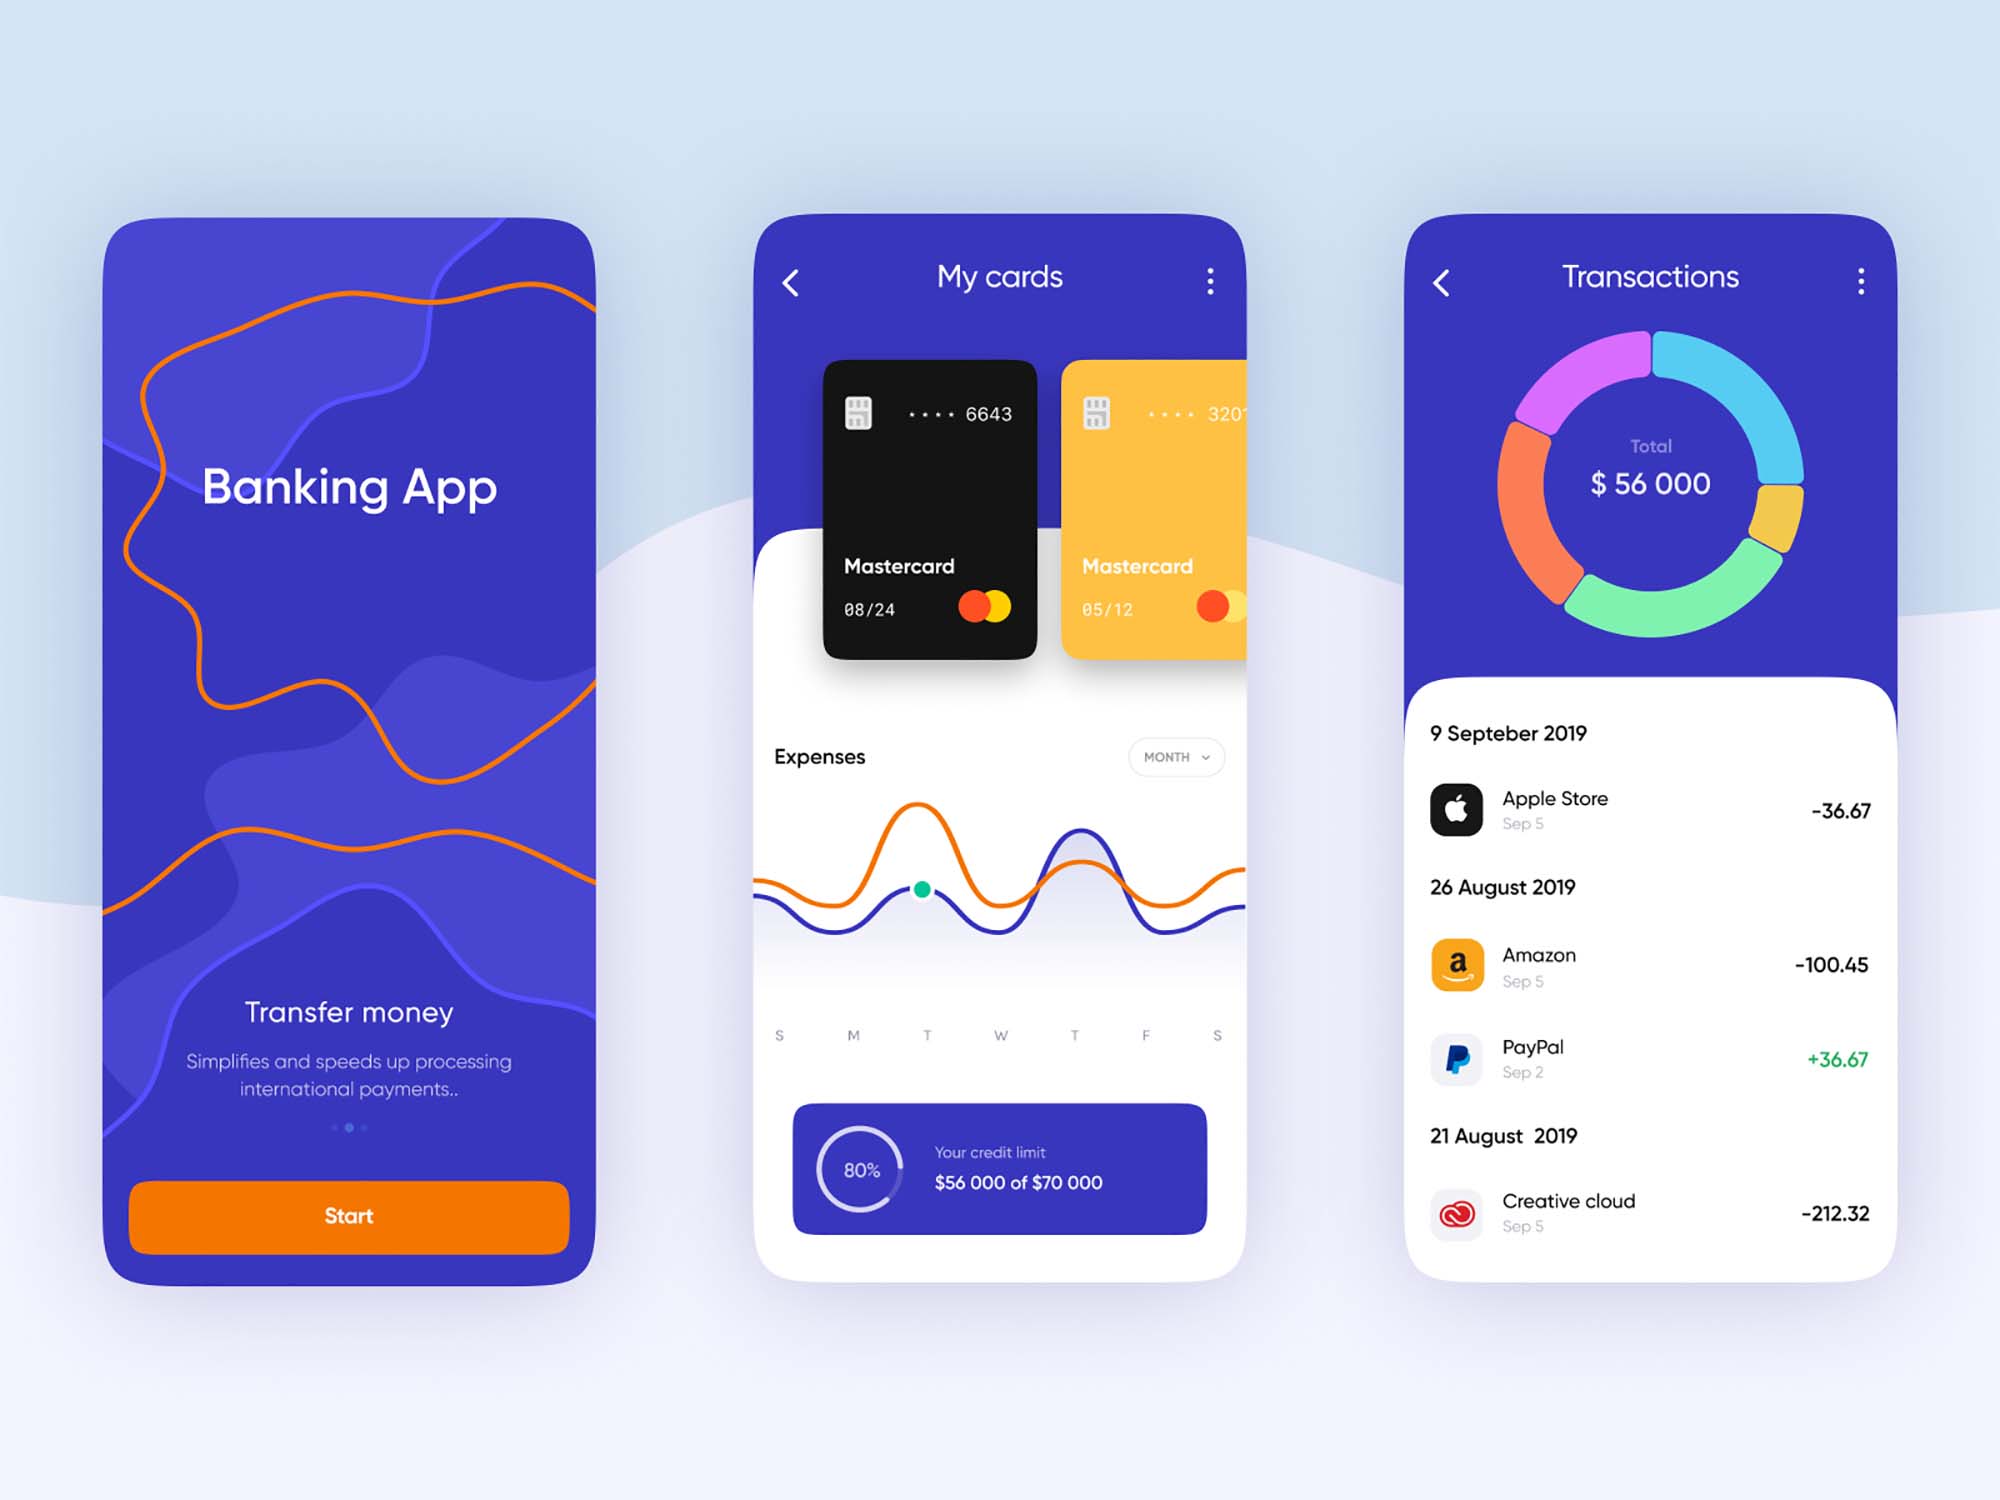 Banking App
Transfer money
Simplifies and speeds up processing
international payments..
Start
My cards
**** 6643
Mastercard
08/24
**** 3201
Mastercard
05/12
Expenses
MONTH
S M T W T F S
80%
Your credit limit
$56 000 of $70 000
Transactions
Total
$ 56 000
9 Septeber 2019
Apple Store
Sep 5
-36.67
26 August 2019
Amazon
Sep 5
-100.45
PayPal
Sep 2
+36.67
21 August 2019
Creative cloud
Sep 5
-212.32